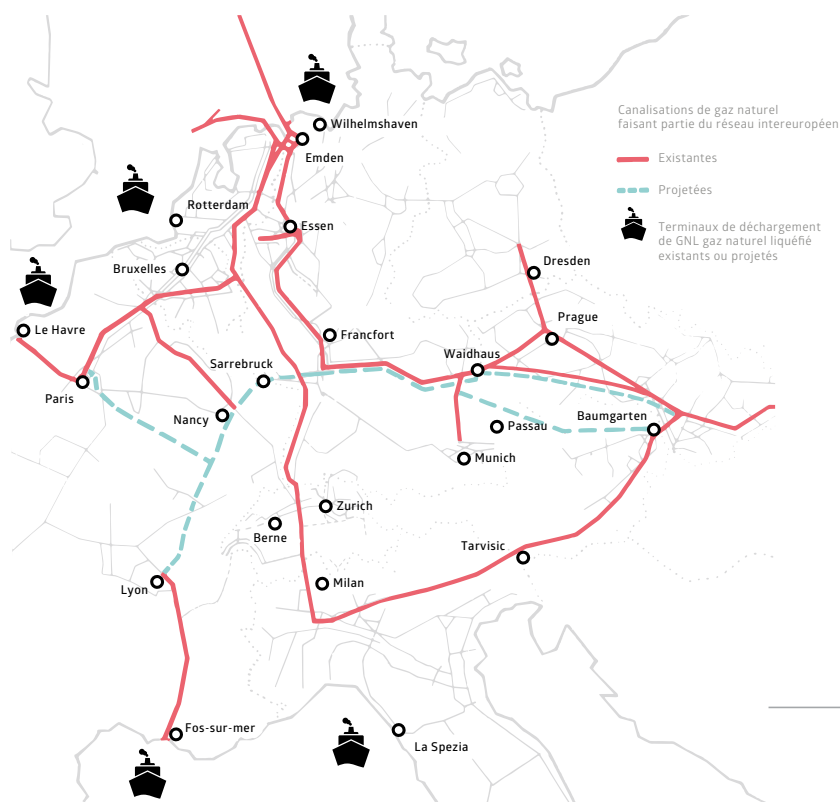 Canalisations de gaz naturel
faisant partie du réseau intereuropéen
Existantes
Projetées
Terminaux de déchargement
de GNL gaz naturel liquéfié
existants ou projetés
Wilhelmshaven
Emden
Rotterdam
Essen
Bruxelles
Dresden
Le Havre
Francfort
Prague
Sarrebruck
Waidhaus
Paris
Nancy
Baumgarten
Passau
Munich
Zurich
Berne
Tarvisic
Lyon
Milan
Fos-sur-mer
La Spezia